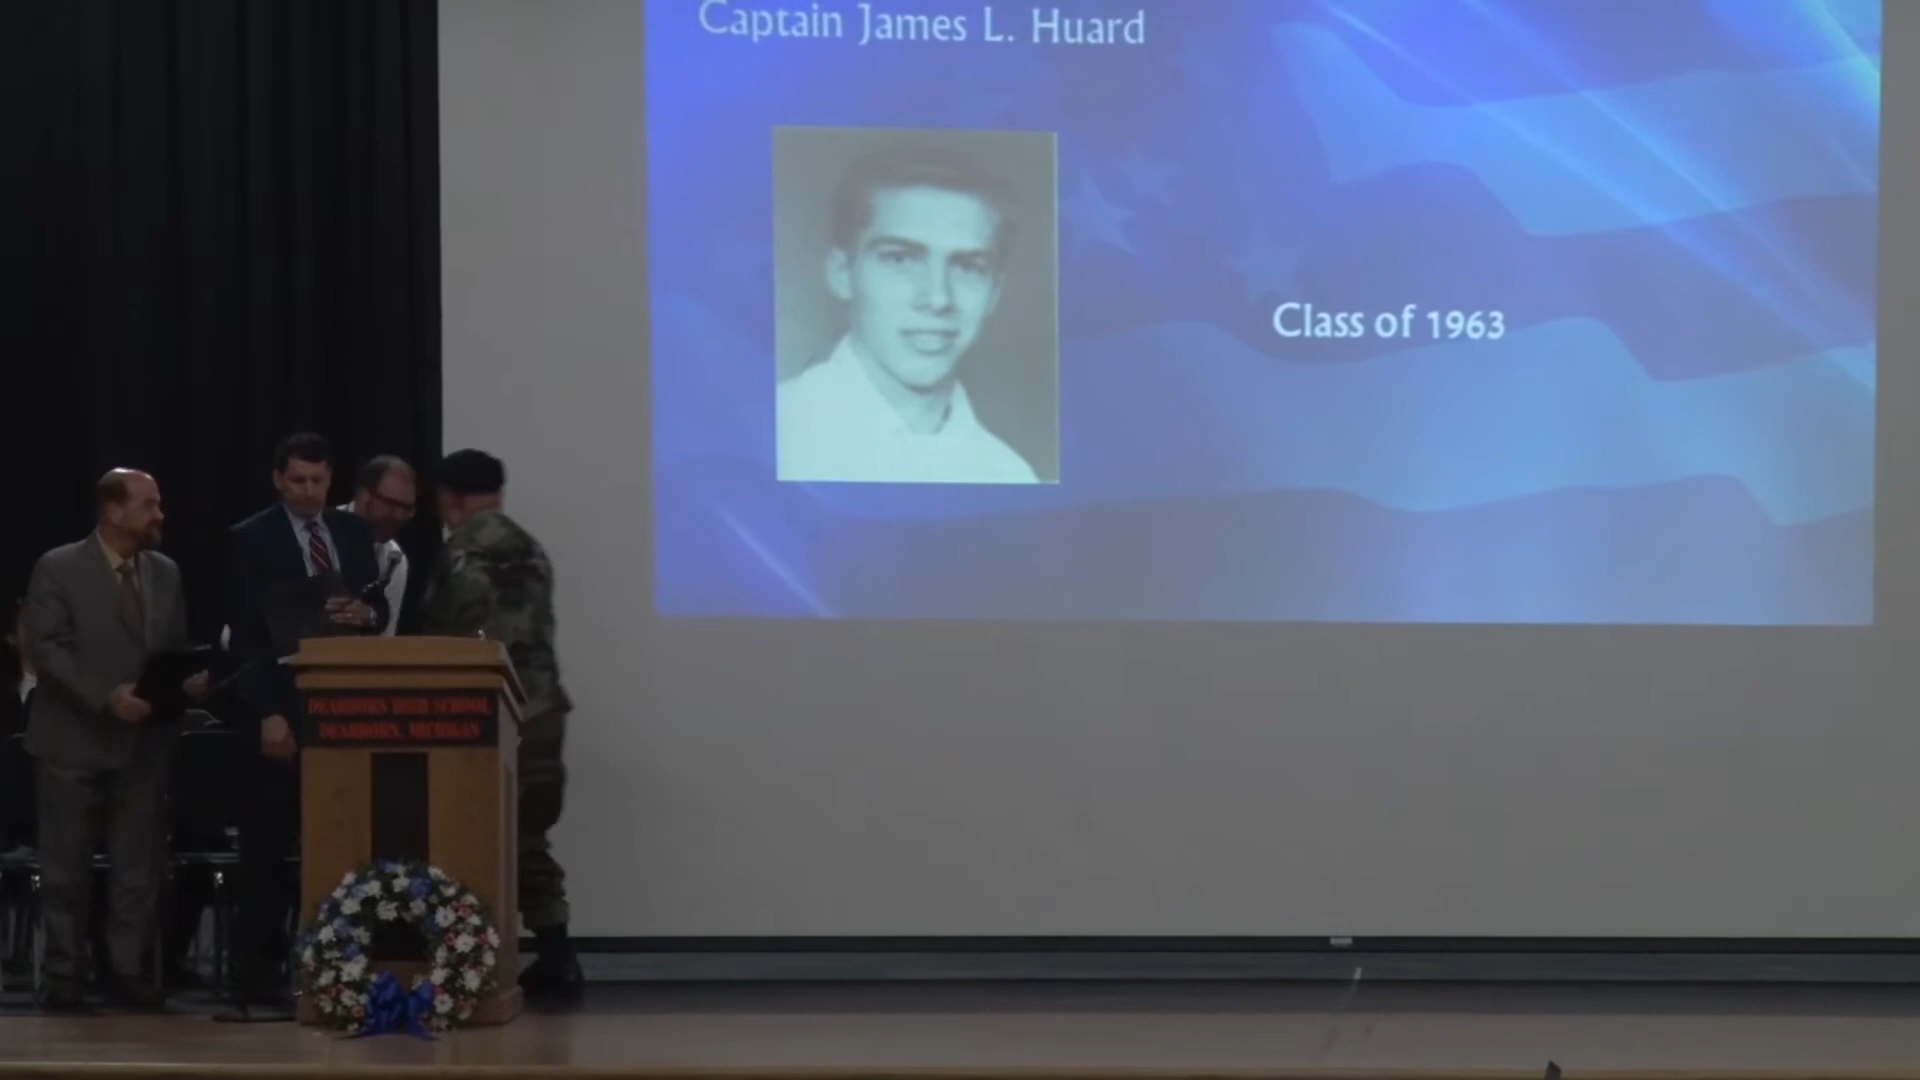 Captain James L. Huard
Class of 1963
DEARBORN HIGH SCHOOL
DEARBORN, MICHIGAN